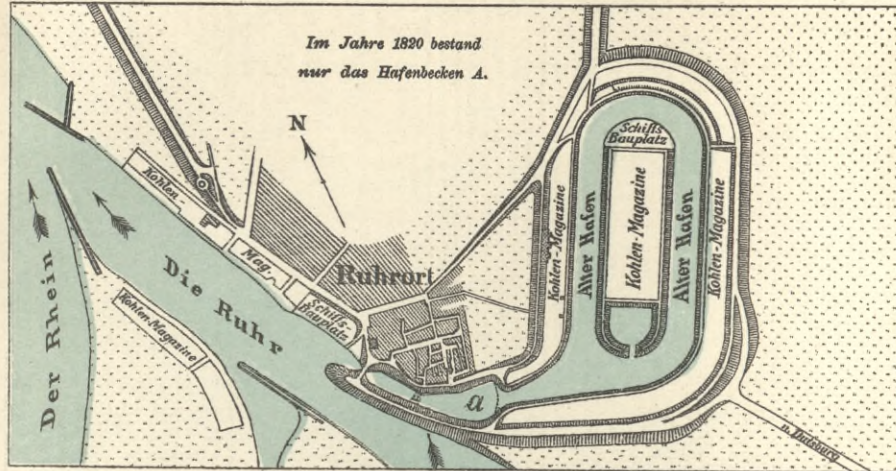 Im Jahre 1820 bestand
nur das Hafenbecken A.
N
Schiffs
Bauplatz
Kohlen-Magazine
Alter Hafen
Kohlen-Magazine
Alter Hafen
Kohlen-Magazine
Kohlen-
Mag.
Ruhrort
Schiffs-
Bauplatz
Die Ruhr
Der Rhein
Kohlen-Magazine
a
n. Duisburg